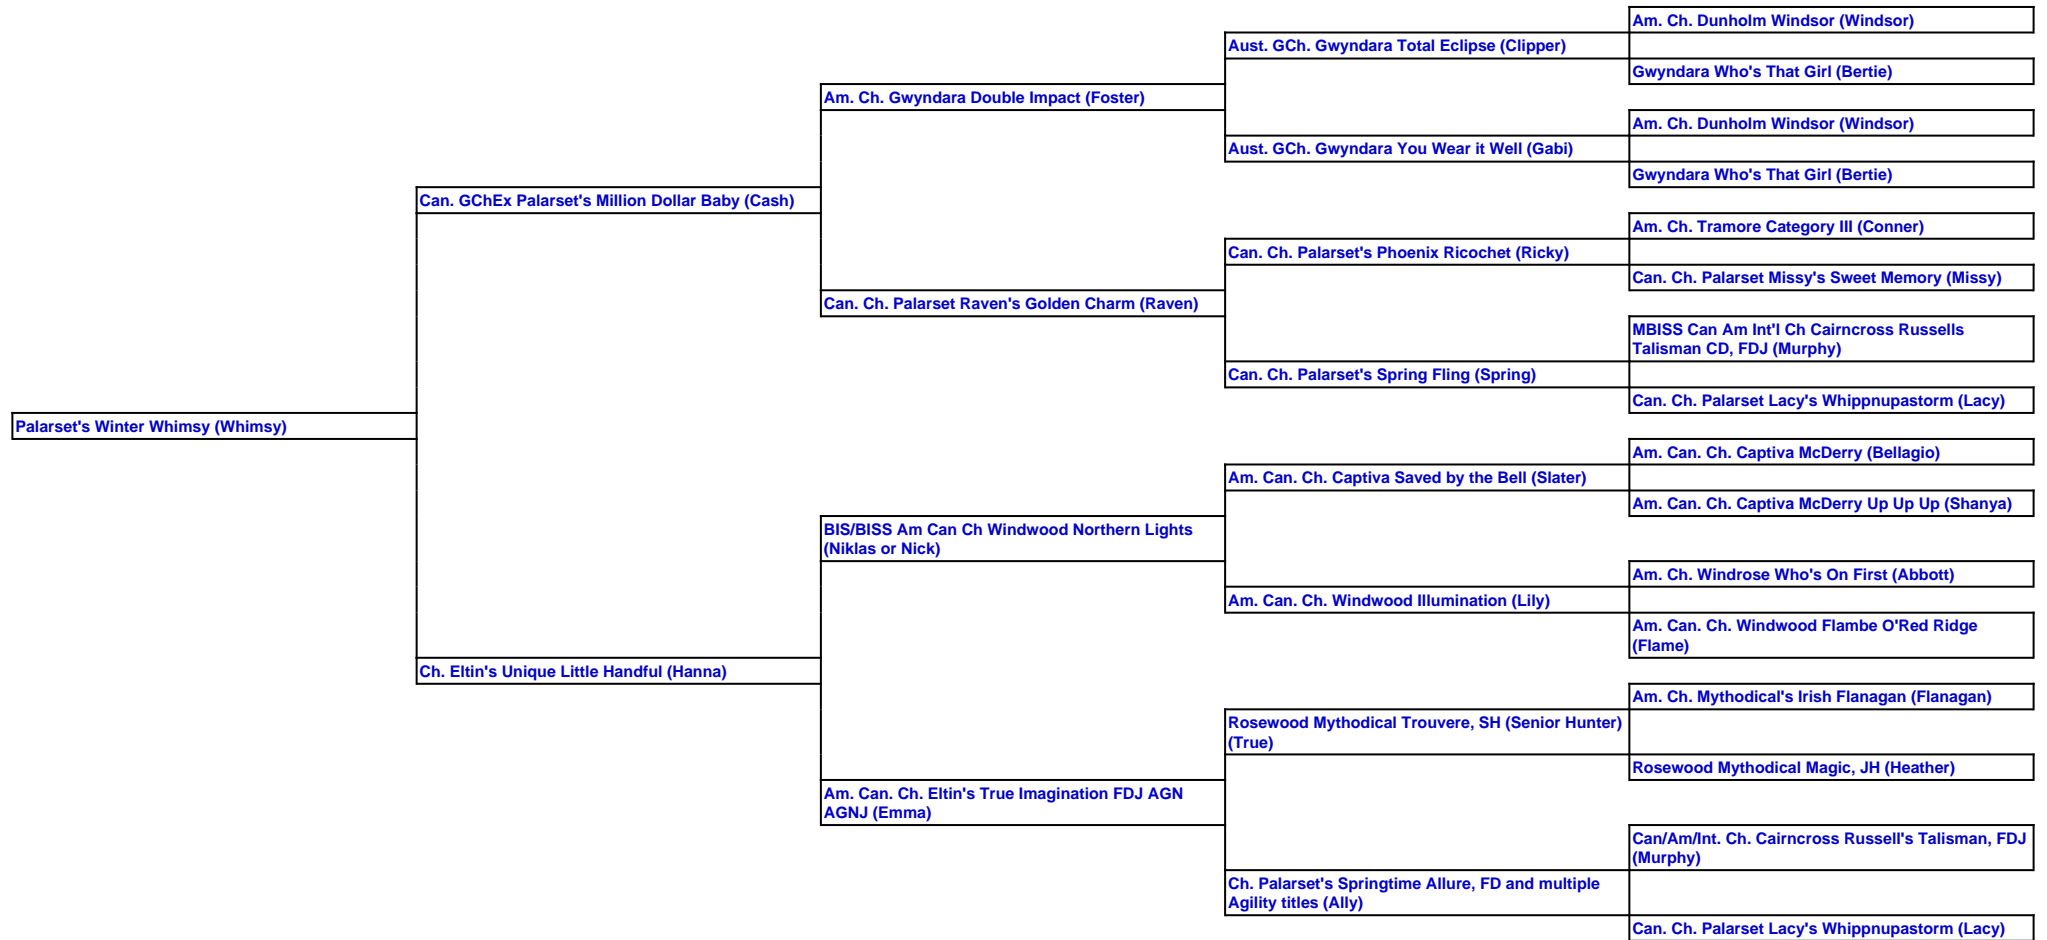 Am. Ch. Dunholm Windsor (Windsor)
Aust. GCh. Gwyndara Total Eclipse (Clipper)
Gwyndara Who's That Girl (Bertie)
Am. Ch. Gwyndara Double Impact (Foster)
Am. Ch. Dunholm Windsor (Windsor)
Aust. GCh. Gwyndara You Wear it Well (Gabi)
Gwyndara Who's That Girl (Bertie)
Can. GChEx Palarset's Million Dollar Baby (Cash)
Am. Ch. Tramore Category III (Conner)
Can. Ch. Palarset's Phoenix Ricochet (Ricky)
Can. Ch. Palarset Missy's Sweet Memory (Missy)
Can. Ch. Palarset Raven's Golden Charm (Raven)
MBISS Can Am Int'l Ch Cairncross Russells
Talisman CD, FDJ (Murphy)
Can. Ch. Palarset's Spring Fling (Spring)
Can. Ch. Palarset Lacy's Whippnupastorm (Lacy)
Palarset's Winter Whimsy (Whimsy)
Am. Can. Ch. Captiva McDerry (Bellagio)
Am. Can. Ch. Captiva Saved by the Bell (Slater)
Am. Can. Ch. Captiva McDerry Up Up Up (Shanya)
BIS/BISS Am Can Ch Windwood Northern Lights
(Niklas or Nick)
Am. Ch. Windrose Who's On First (Abbott)
Am. Can. Ch. Windwood Illumination (Lily)
Am. Can. Ch. Windwood Flambe O'Red Ridge
(Flame)
Ch. Eltin's Unique Little Handful (Hanna)
Am. Ch. Mythodical's Irish Flanagan (Flanagan)
Rosewood Mythodical Trouvere, SH (Senior Hunter)
(True)
Rosewood Mythodical Magic, JH (Heather)
Am. Can. Ch. Eltin's True Imagination FDJ AGN
AGNJ (Emma)
Can/Am/Int. Ch. Cairncross Russell's Talisman, FDJ
(Murphy)
Ch. Palarset's Springtime Allure, FD and multiple
Agility titles (Ally)
Can. Ch. Palarset Lacy's Whippnupastorm (Lacy)